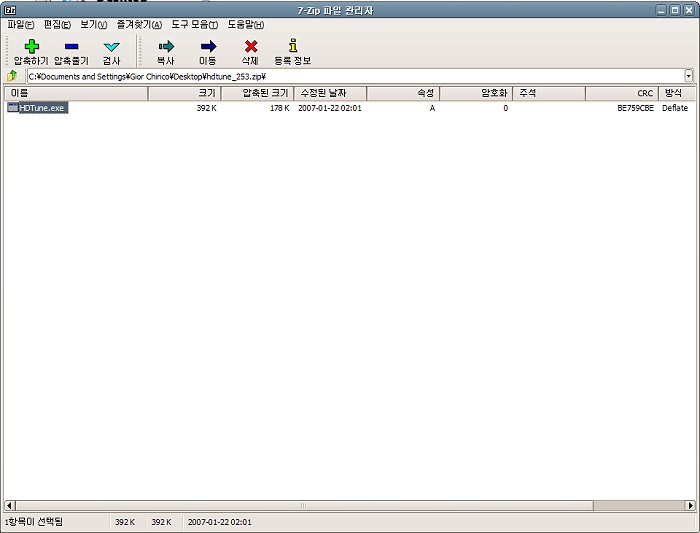 7-Zip 파일 관리자
파일(F) 편집(E) 보기(V) 즐겨찾기(A) 도구 모음(T) 도움말(H)
압축하기 압축풀기 검사 복사 이동 삭제 등록 정보
C:\Documents and Settings\Gior Chirico\Desktop\hdtune_253.zip\
이름 크기 압축된 크기 수정된 날짜 속성 암호화 주석 CRC 방식
HDTune.exe 392 K 178 K 2007-01-22 02:01 A 0 BE759CBE Deflate
1항목이 선택됨 392 K 392 K 2007-01-22 02:01